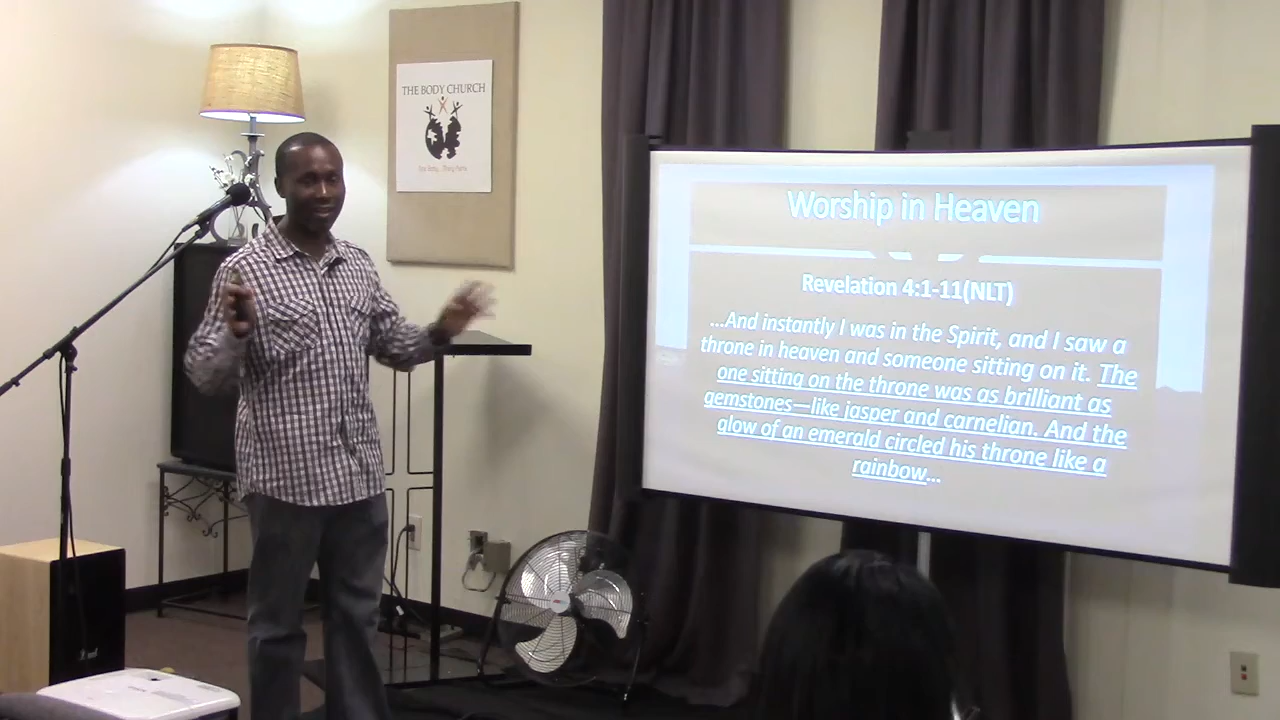 THE BODY CHURCH
Worship in Heaven
Revelation 4:1-11(NLT)
...And instantly I was in the Spirit, and I saw a
throne in heaven and someone sitting on it. The
one sitting on the throne was as brilliant as
gemstones—like jasper and carnelian. And the
glow of an emerald circled his throne like a
rainbow...